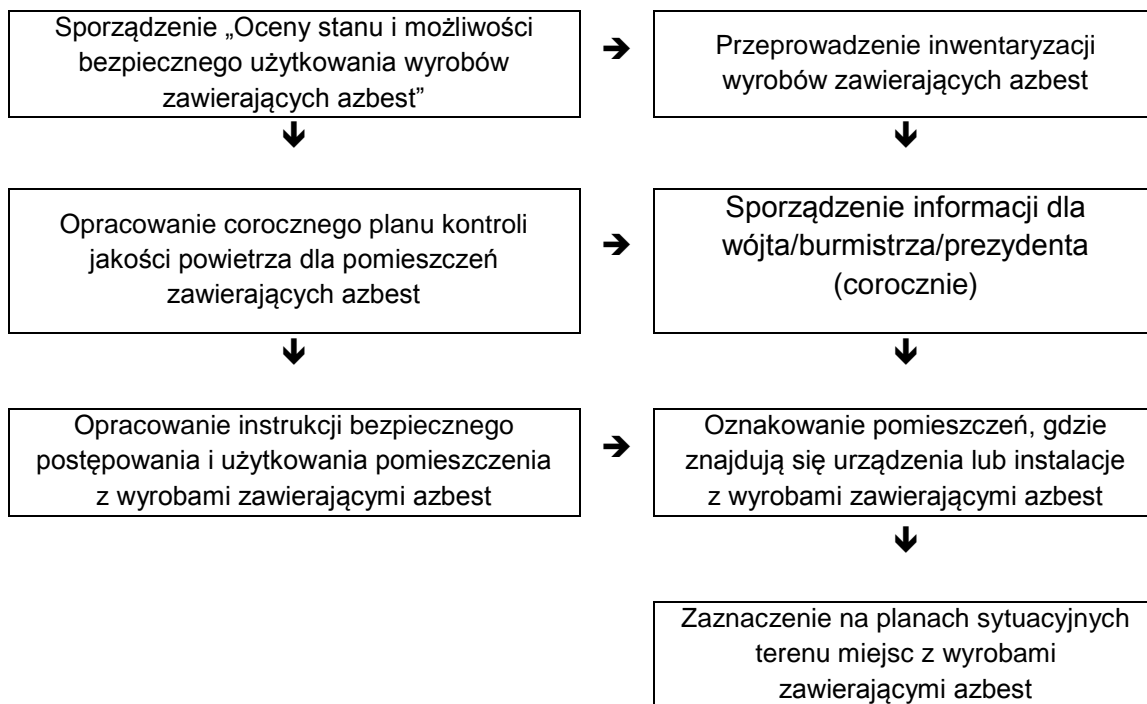 Sporządzenie „Oceny stanu i możliwości
bezpiecznego użytkowania wyrobów
zawierających azbest”
Przeprowadzenie inwentaryzacji
wyrobów zawierających azbest
Opracowanie corocznego planu kontroli
jakości powietrza dla pomieszczeń
zawierających azbest
Sporządzenie informacji dla
wójta/burmistrza/prezydenta
(corocznie)
Opracowanie instrukcji bezpiecznego
postępowania i użytkowania pomieszczenia
z wyrobami zawierającymi azbest
Oznakowanie pomieszczeń, gdzie
znajdują się urządzenia lub instalacje
z wyrobami zawierającymi azbest
Zaznaczenie na planach sytuacyjnych
terenu miejsc z wyrobami
zawierającymi azbest